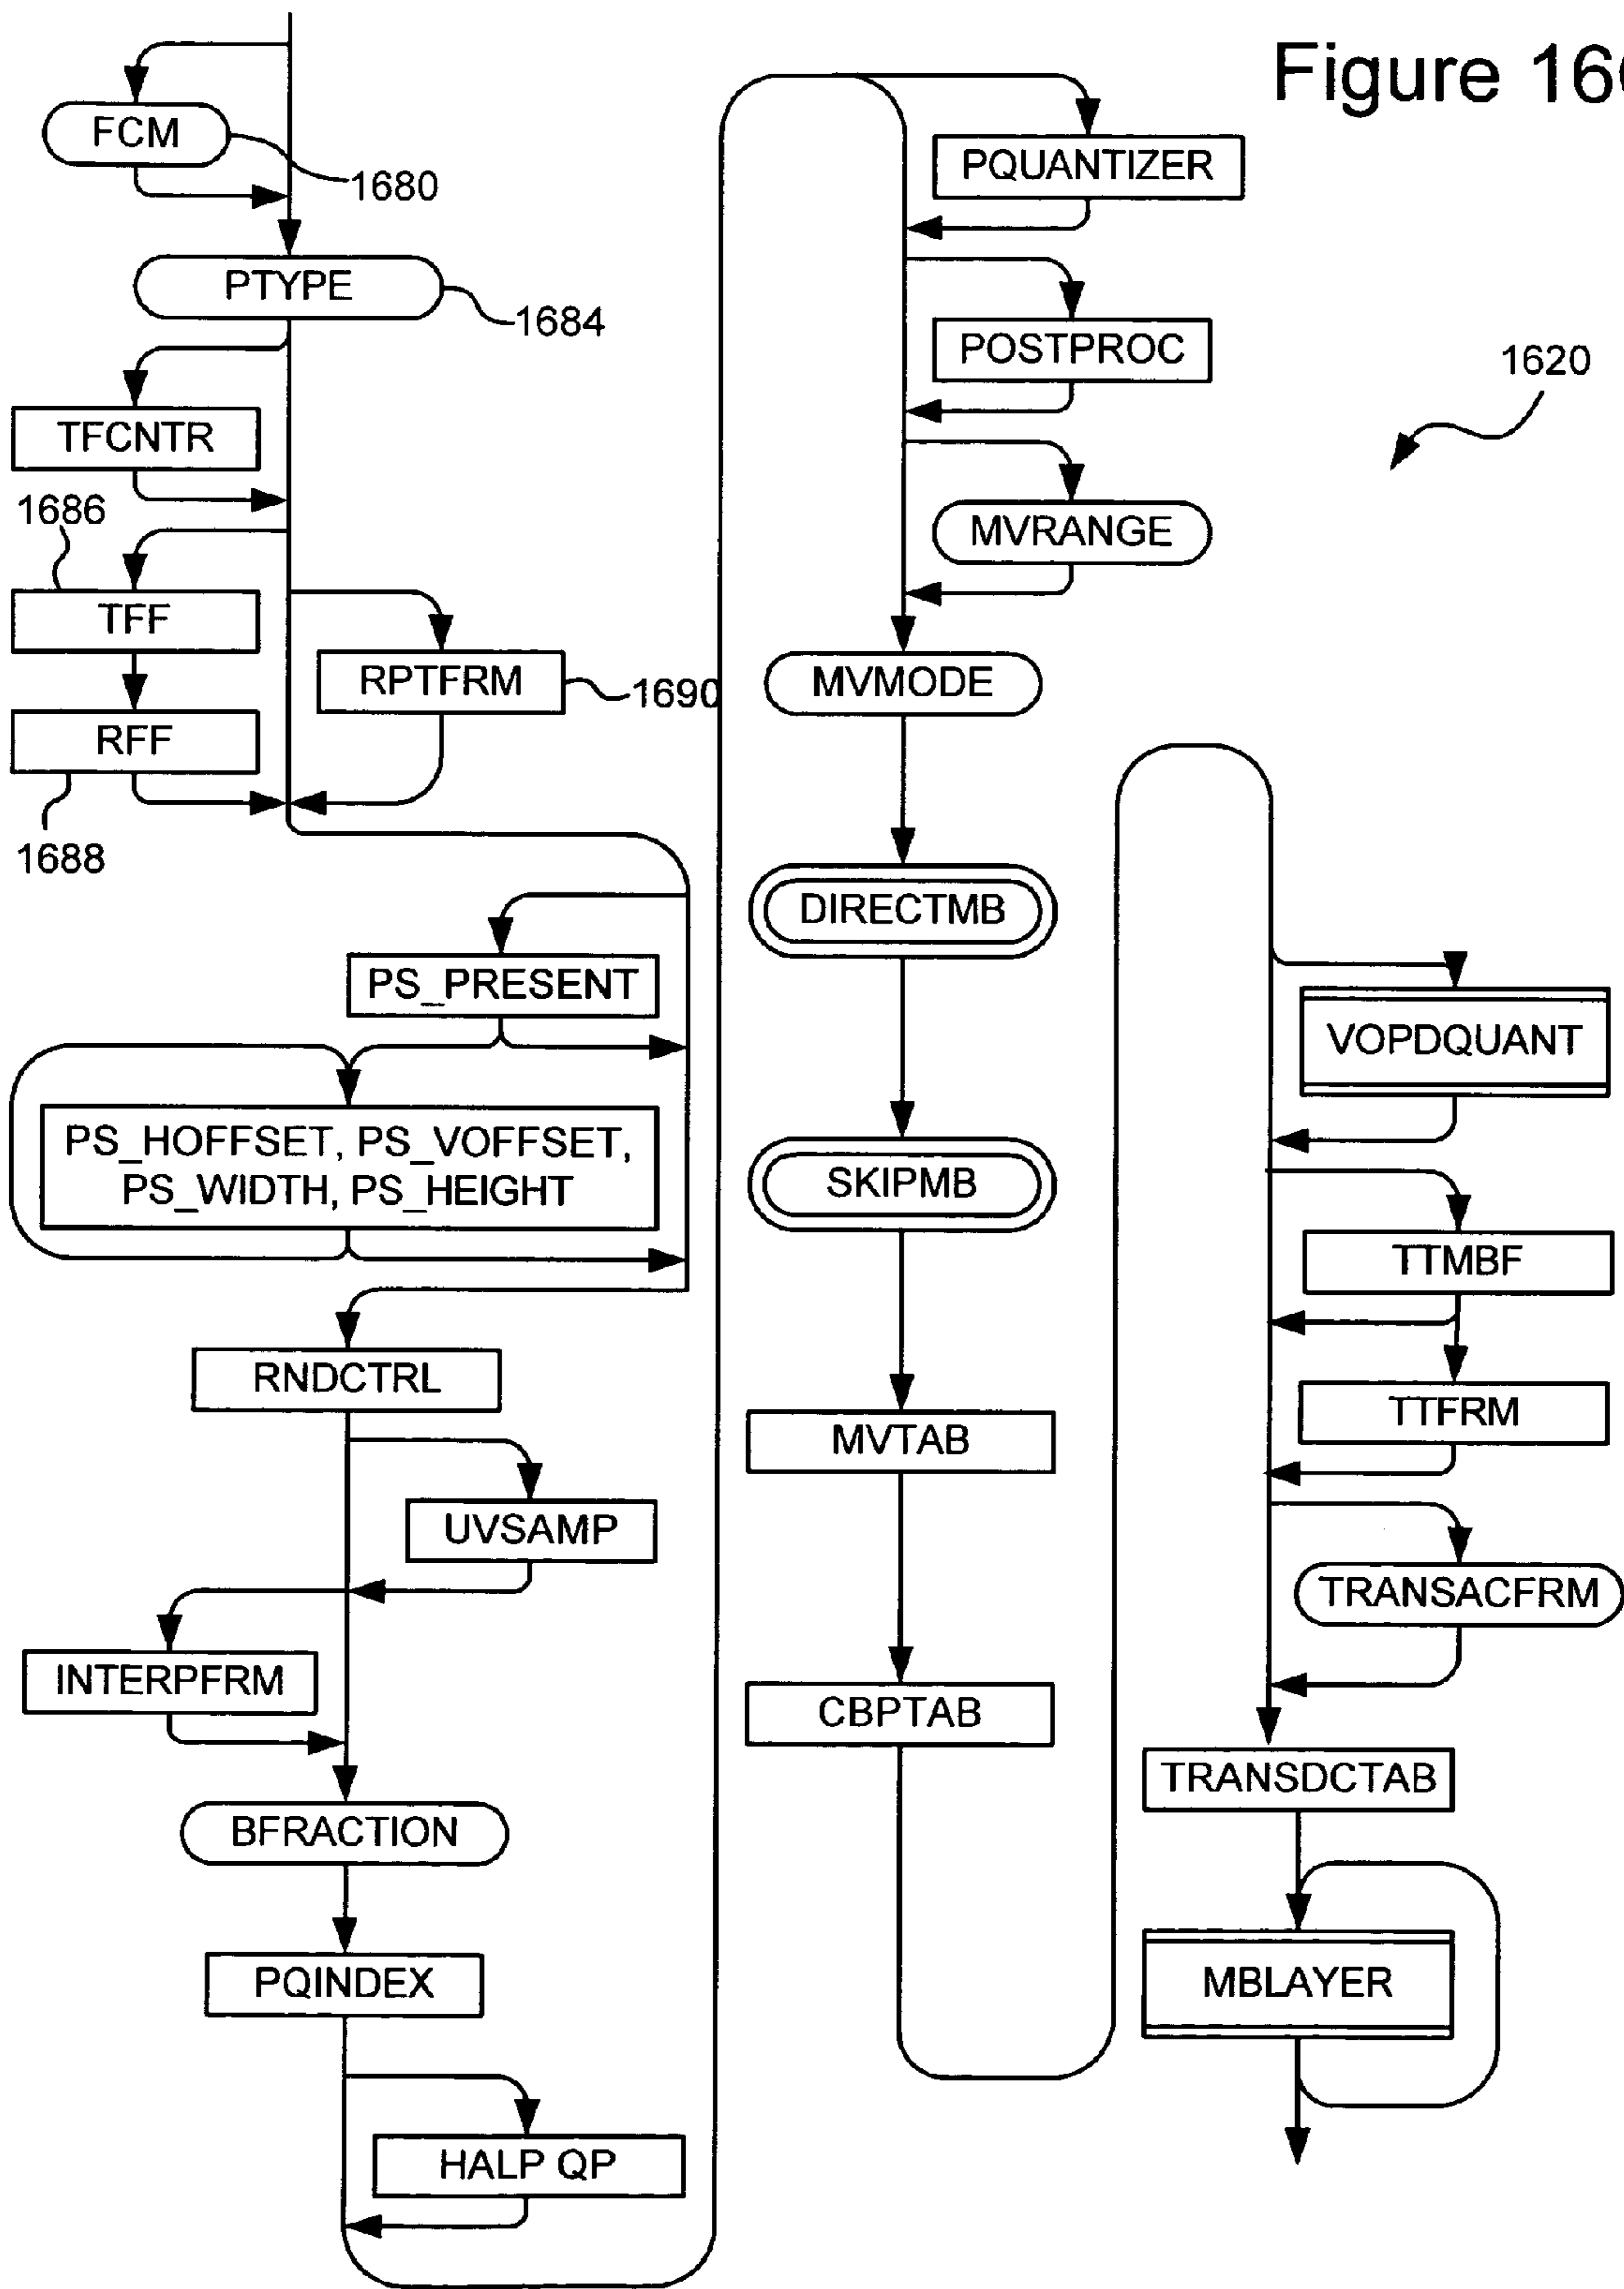 Figure 16
FCM
1680
PTYPE
1684
TFCNTR
1686
TFF
RPTFRM
1690
RFF
1688
PS_PRESENT
PS_HOFFSET, PS_VOFFSET,
PS_WIDTH, PS_HEIGHT
RNDCTRL
UVSAMP
INTERPFRM
BFRACTION
PQINDEX
HALP QP
PQUANTIZER
POSTPROC
MVRANGE
MVMODE
DIRECTMB
SKIPMB
MVTAB
CBPTAB
1620
VOPDQUANT
TTMBF
TTFRM
TRANSACFRM
TRANSDCTAB
MBLAYER